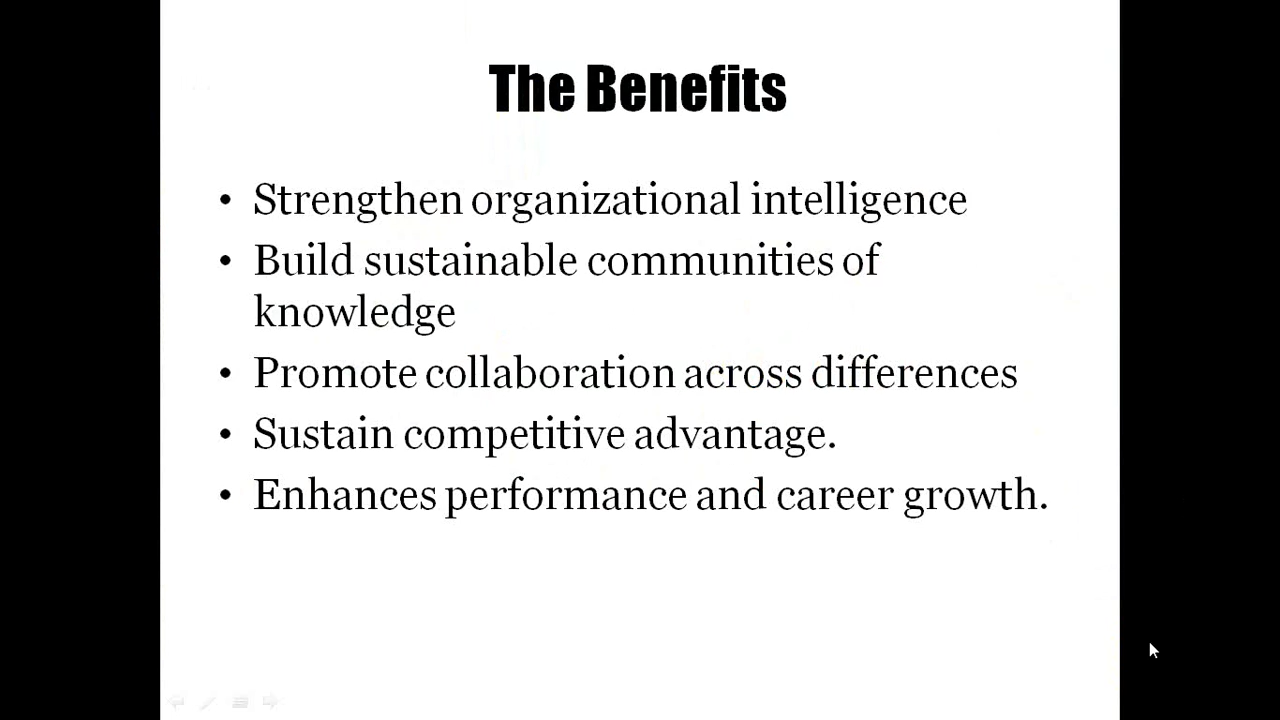 The Benefits
• Strengthen organizational intelligence
• Build sustainable communities of
knowledge
• Promote collaboration across differences
• Sustain competitive advantage.
• Enhances performance and career growth.